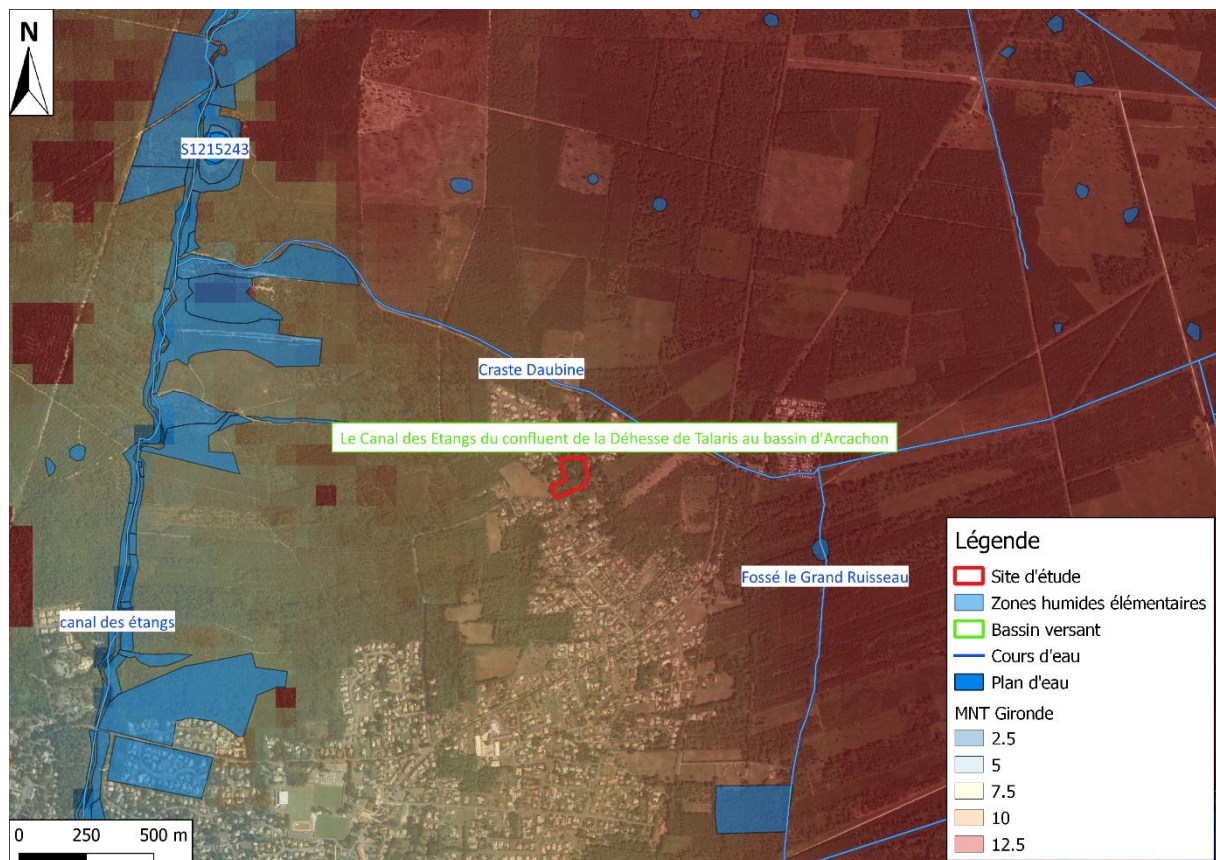 N
S1215243
Craste Daubine
Le Canal des Etangs du confluent de la Déhesse de Talaris au bassin d'Arcachon
Fossé le Grand Ruisseau
canal des étangs
Légende
Site d'étude
Zones humides élémentaires
Bassin versant
Cours d'eau
Plan d'eau
MNT Gironde
2.5
5
7.5
10
12.5
0 250 500 m